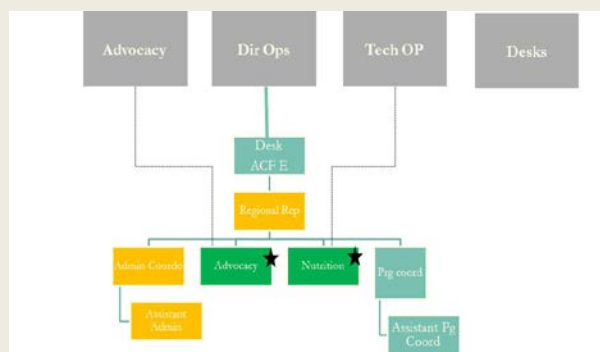 Advocacy
Dir Ops
Tech OP
Desks
Desk
ACF E
Regional Rep
Admin Coordo
Advocacy
Nutrition
Prg coord
Assistant
Admin
Assistant Pg
Coord